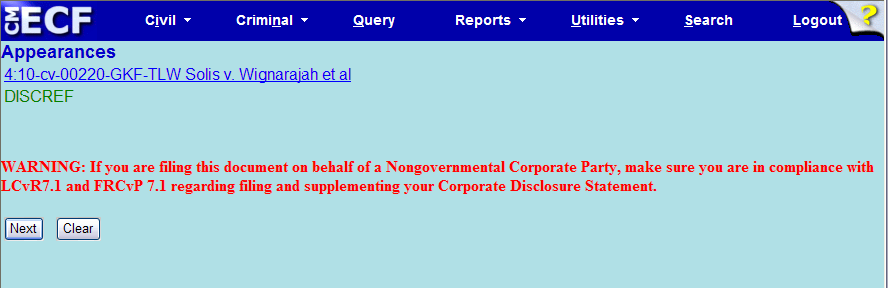 CM ECF Civil Criminal Query Reports Utilities Search Logout ?
Appearances
4:10-cv-00220-GKF-TLW Solis v. Wignarajah et al
DISCREF
WARNING: If you are filing this document on behalf of a Nongovernmental Corporate Party, make sure you are in compliance with
LCvR7.1 and FRCvP 7.1 regarding filing and supplementing your Corporate Disclosure Statement.
Next Clear